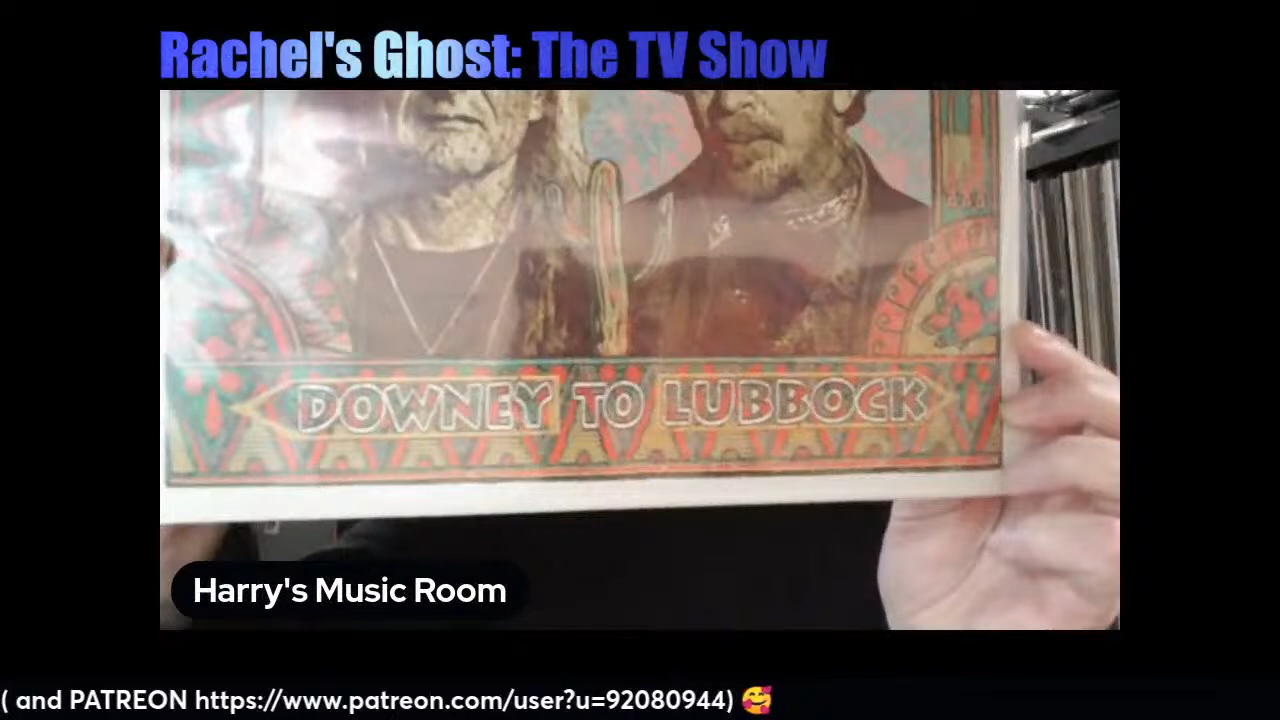 Rachel's Ghost: The TV Show
DOWNEY TO LUBBOCK
Harry's Music Room
( and PATREON https://www.patreon.com/user?u=92080944) 🥰